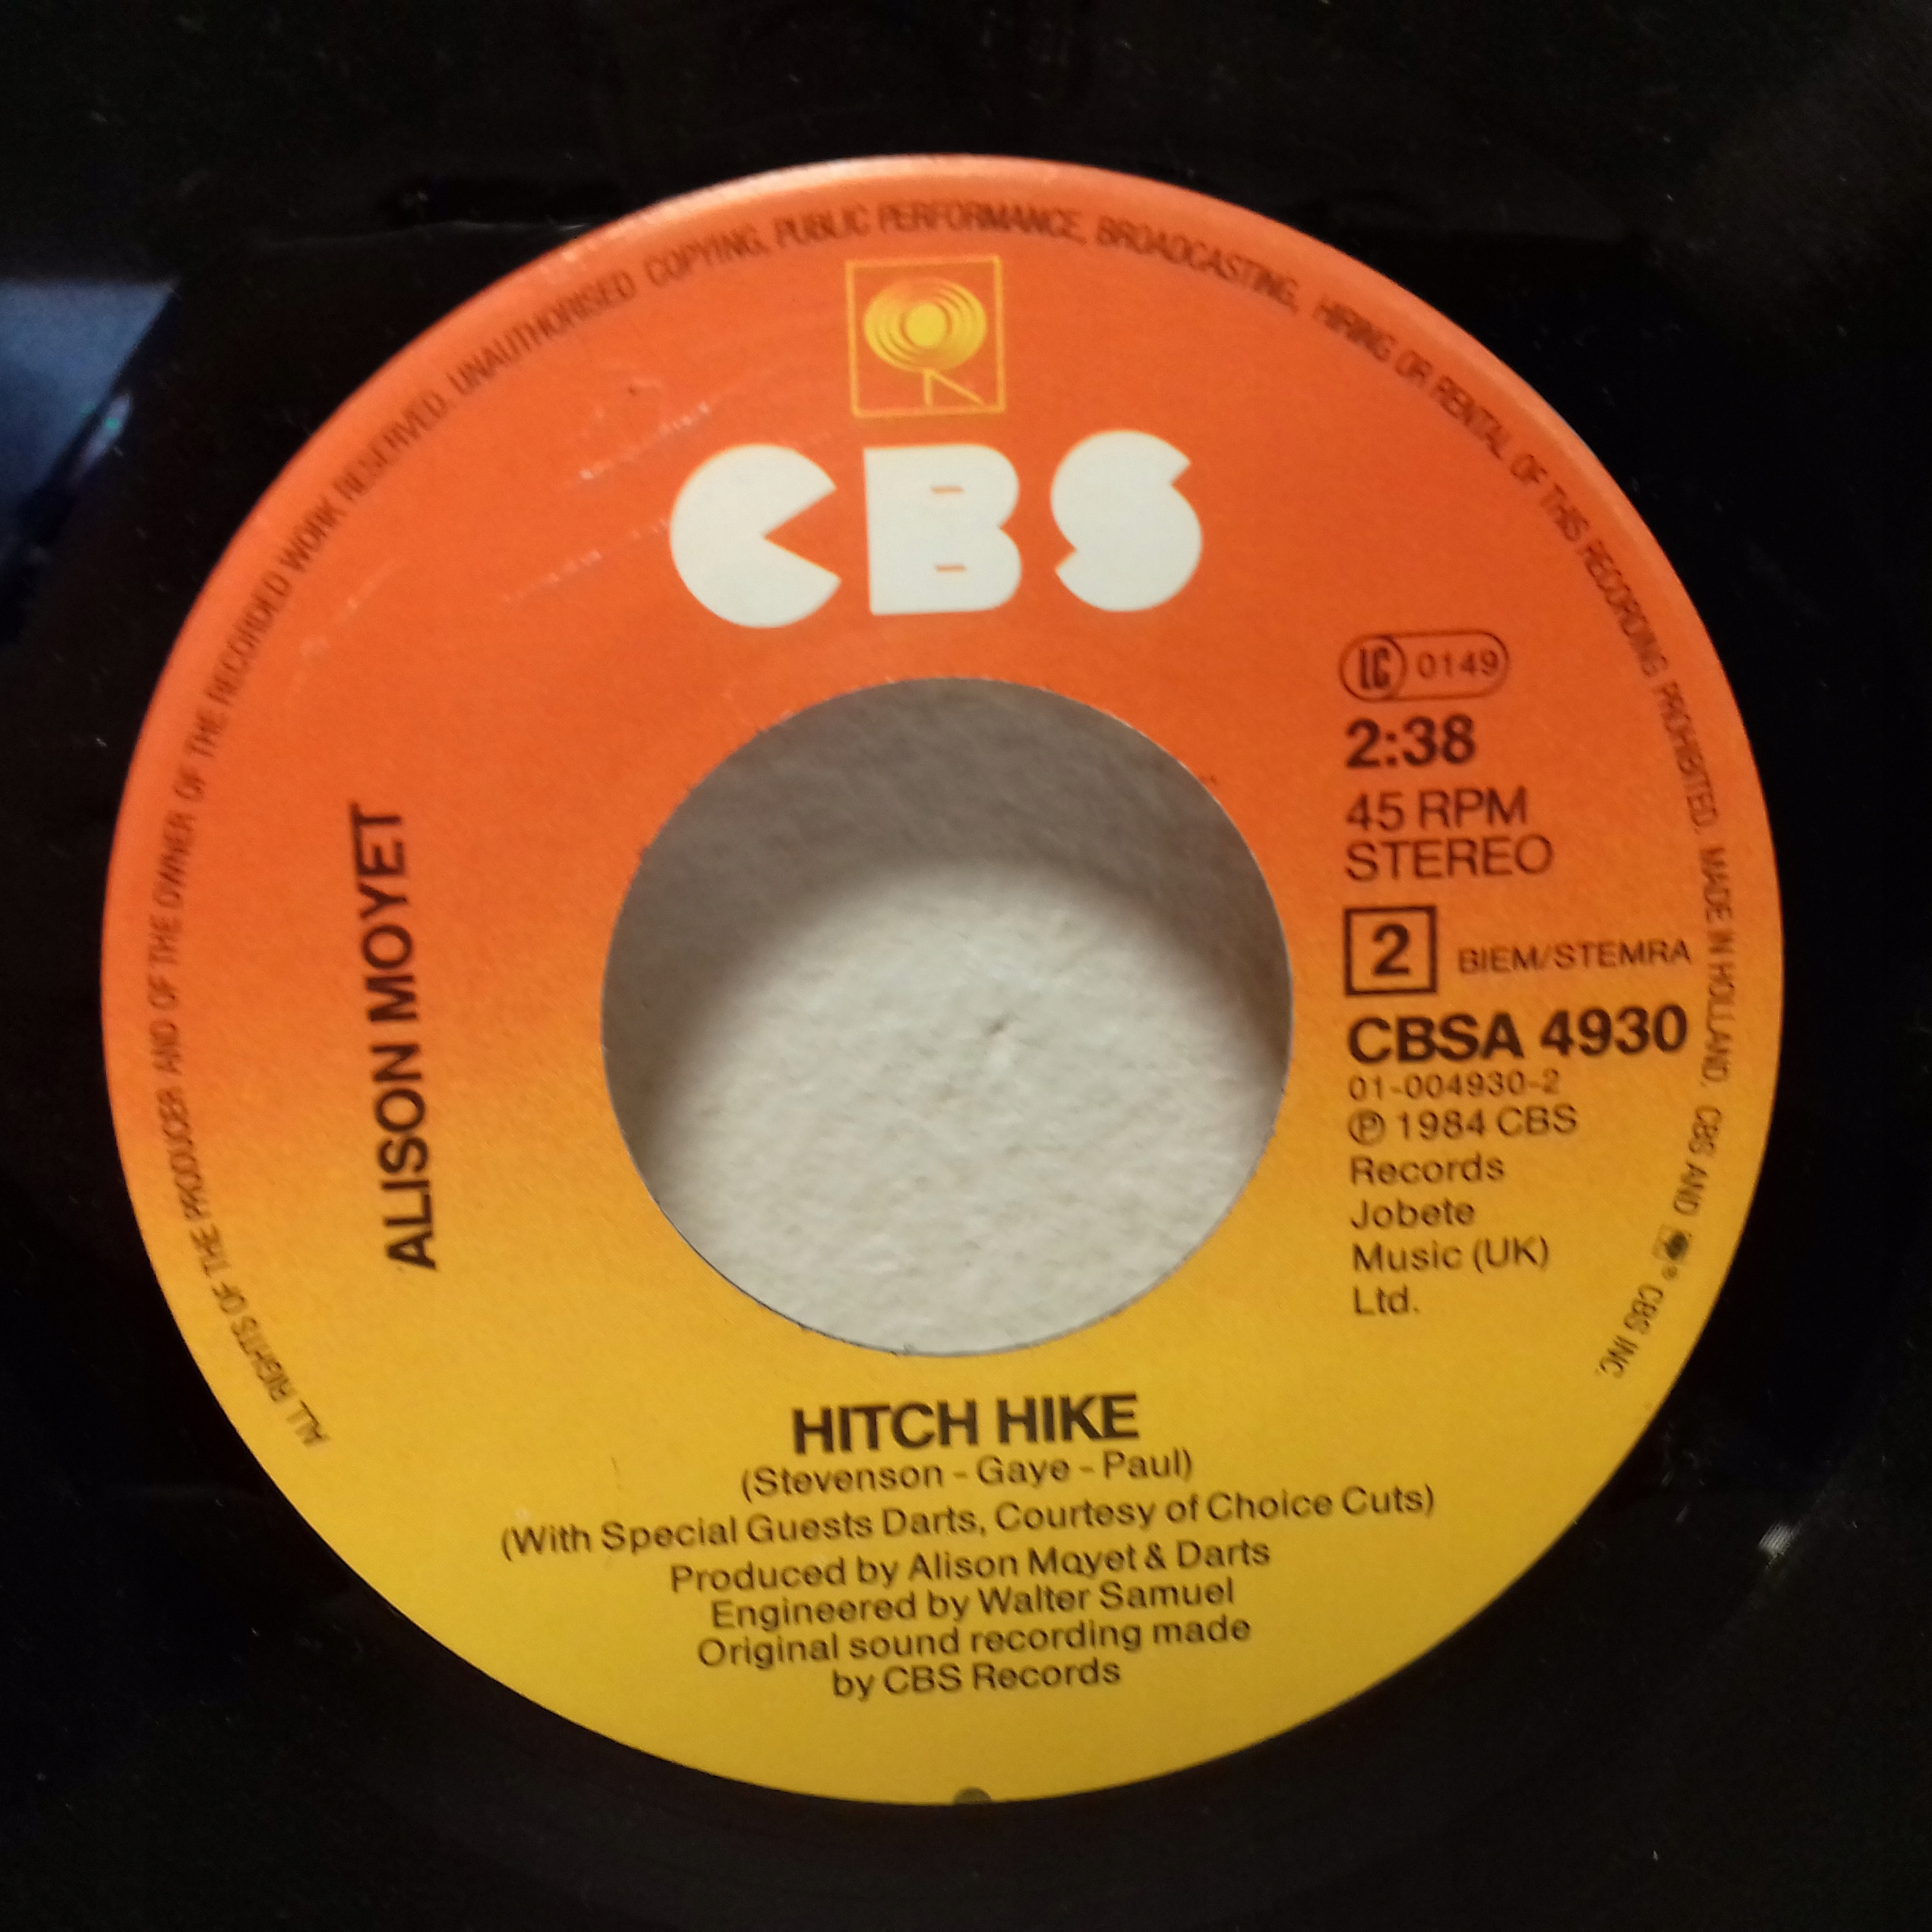 ALL RIGHTS OF THE PRODUCER AND OF THE OWNER OF THE RECORDED WORK RESERVED. UNAUTHORISED COPYING, PUBLIC PERFORMANCE, BROADCASTING, HIRING OR RENTAL OF THIS RECORDING PROHIBITED. MADE IN HOLLAND. CBS AND ® CBS INC.
CBS
ALISON MOYET
LC 0149
2:38
45 RPM
STEREO
2 BIEM/STEMRA
CBSA 4930
01-004930-2
℗ 1984 CBS
Records
Jobete
Music (UK)
Ltd.
HITCH HIKE
(Stevenson - Gaye - Paul)
(With Special Guests Darts, Courtesy of Choice Cuts)
Produced by Alison Moyet & Darts
Engineered by Walter Samuel
Original sound recording made
by CBS Records